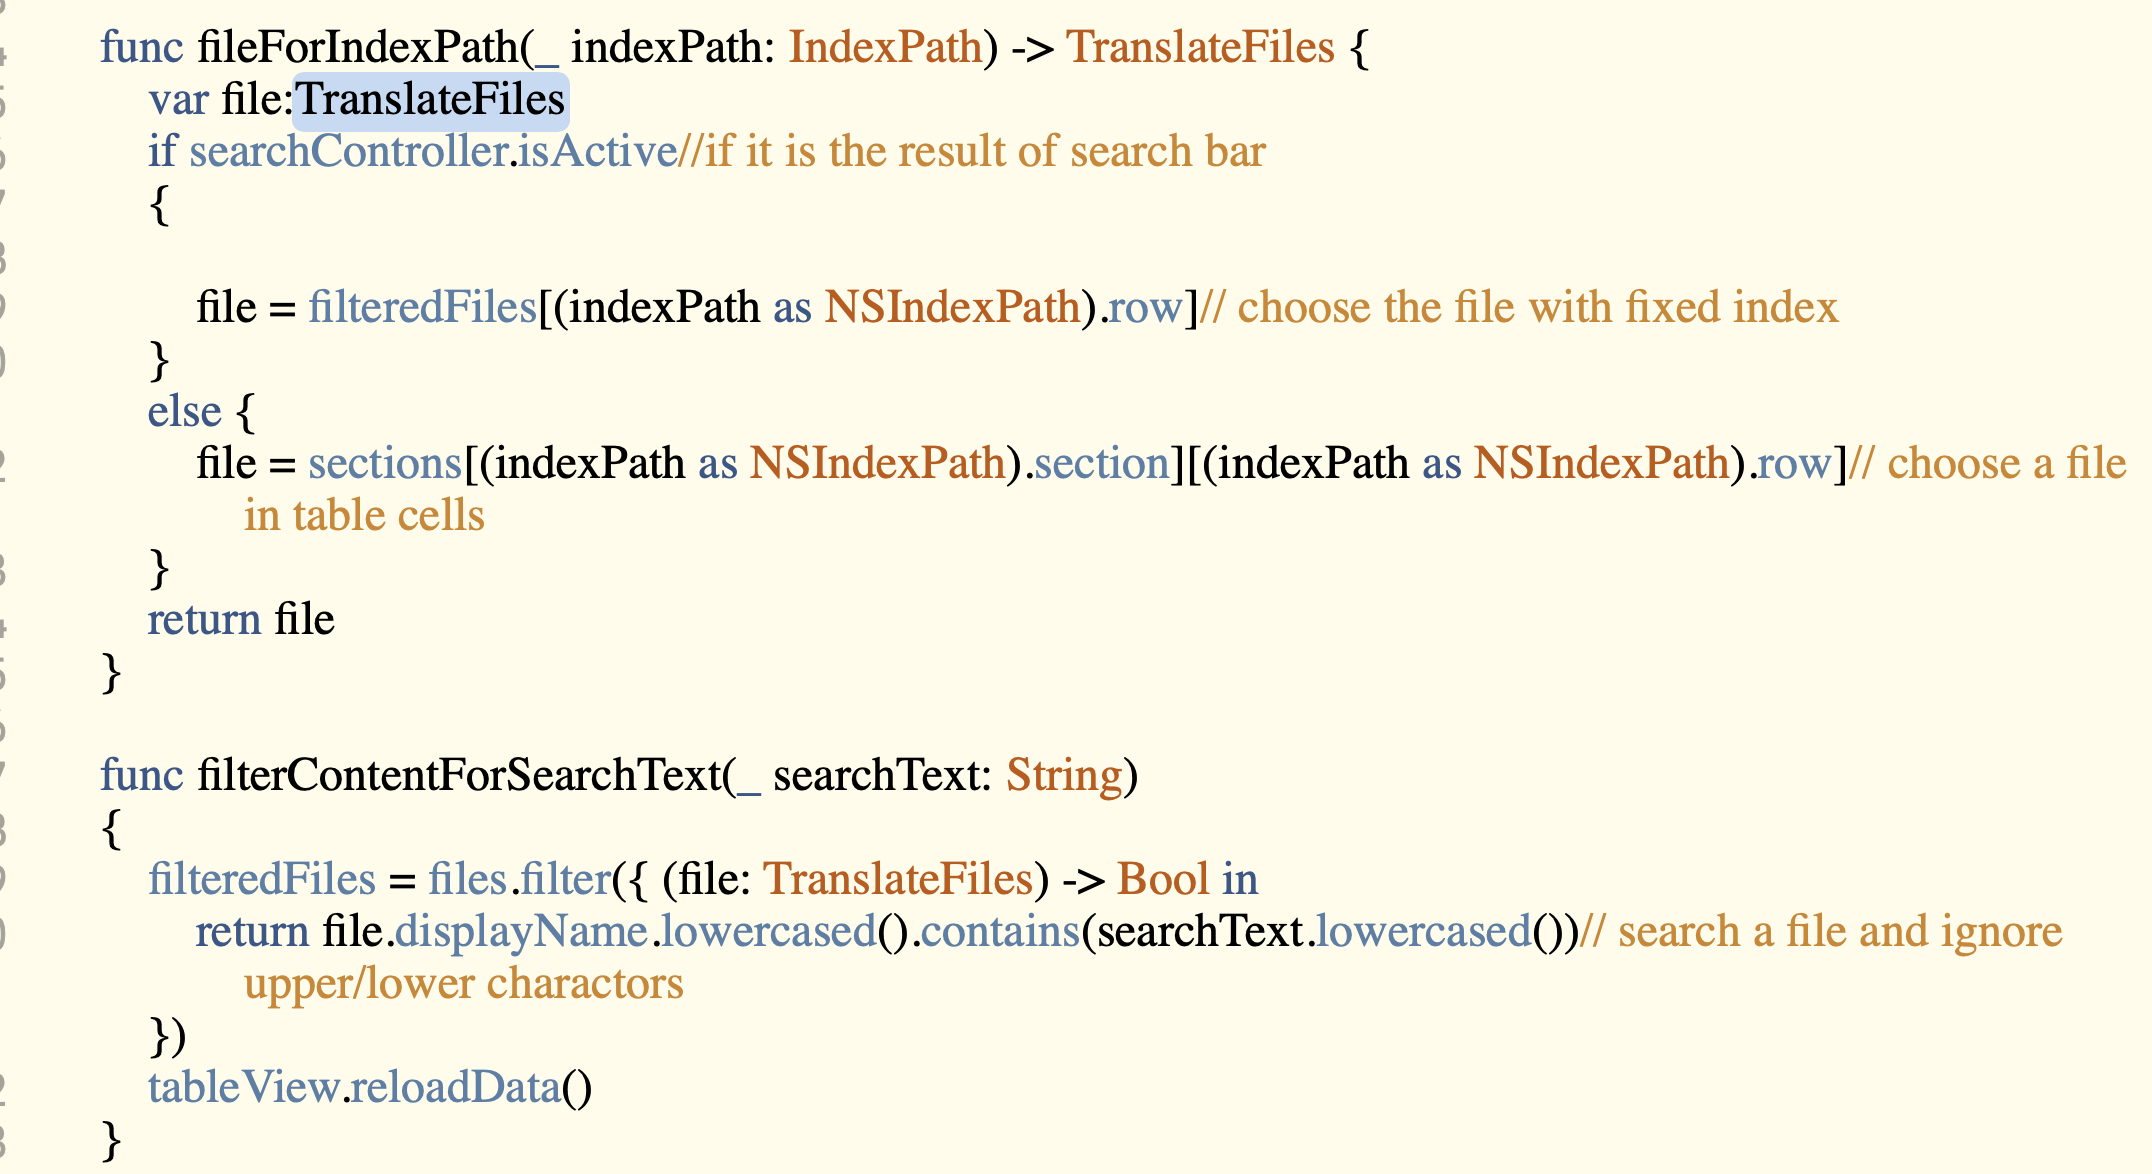 func fileForIndexPath(_ indexPath: IndexPath) -> TranslateFiles {
var file:TranslateFiles
if searchController.isActive//if it is the result of search bar
{
file = filteredFiles[(indexPath as NSIndexPath).row]// choose the file with fixed index
}
else {
file = sections[(indexPath as NSIndexPath).section][(indexPath as NSIndexPath).row]// choose a file
in table cells
}
return file
}
func filterContentForSearchText(_ searchText: String)
{
filteredFiles = files.filter({ (file: TranslateFiles) -> Bool in
return file.displayName.lowercased().contains(searchText.lowercased())// search a file and ignore
upper/lower charactors
})
tableView.reloadData()
}